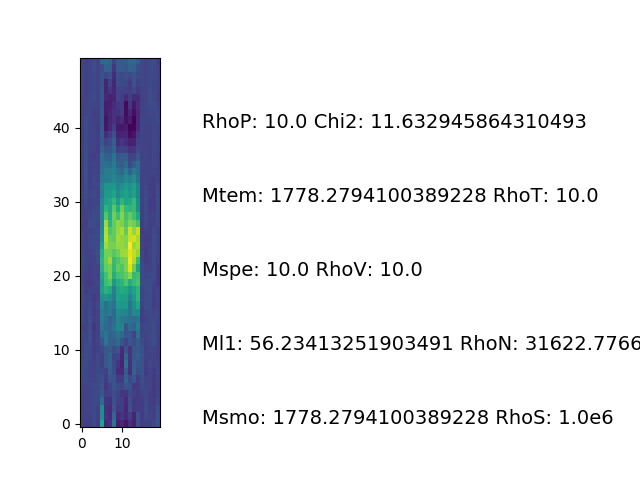 RhoP: 10.0 Chi2: 11.632945864310493
40
Mtem: 1778.2794100389228 RhoT: 10.0
30
Mspe: 10.0 RhoV: 10.0
20
Ml1: 56.23413251903491 RhoN: 31622.7766
10
Msmo: 1778.2794100389228 RhoS: 1.0e6
0
0 10